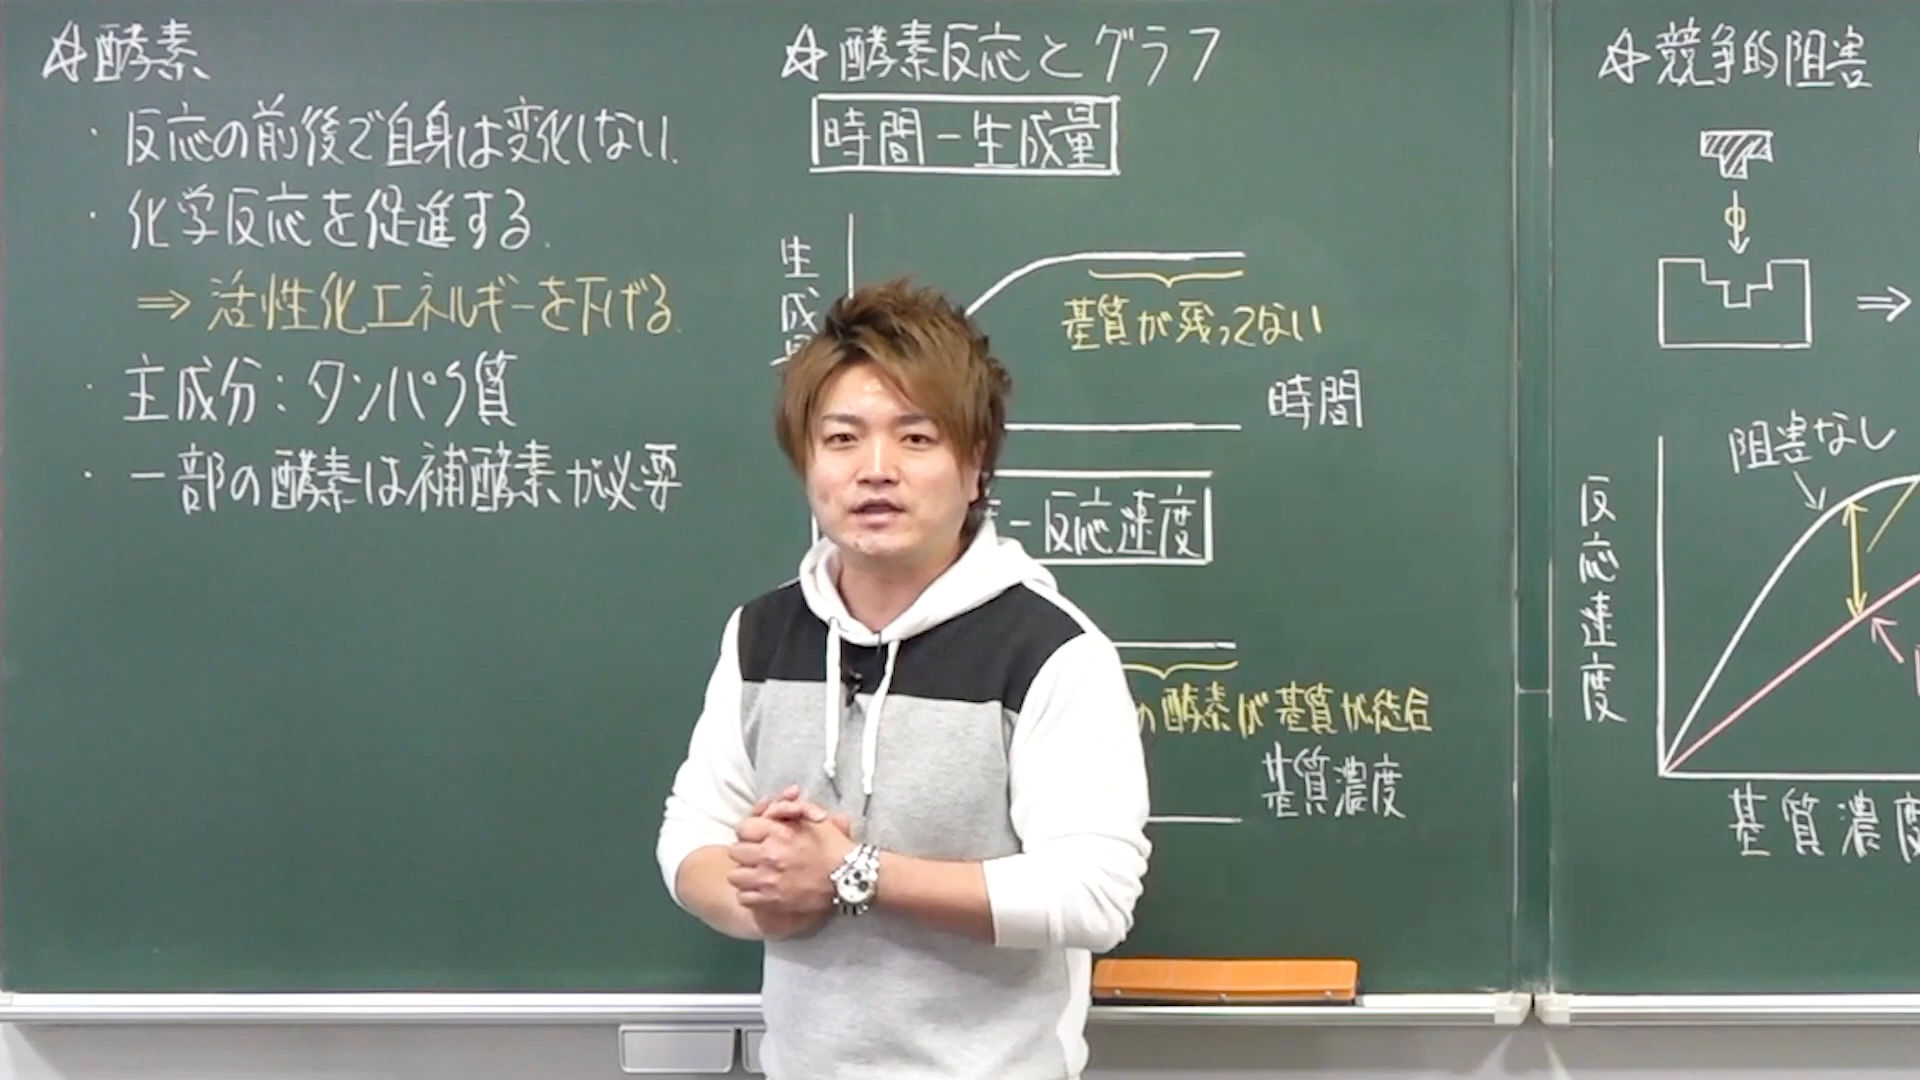 ☆酵素
・反応の前後で自身は変化しない.
・化学反応を促進する.
⇒活性化エネルギーを下げる.
・主成分:タンパク質
・一部の酵素は補酵素が必要
☆酵素反応とグラフ
時間-生成量
生成量
基質が残ってない
時間
-反応速度
の酵素が基質が結合
基質濃度
☆競争的阻害
⇒
阻害なし
反応速度
基質濃度